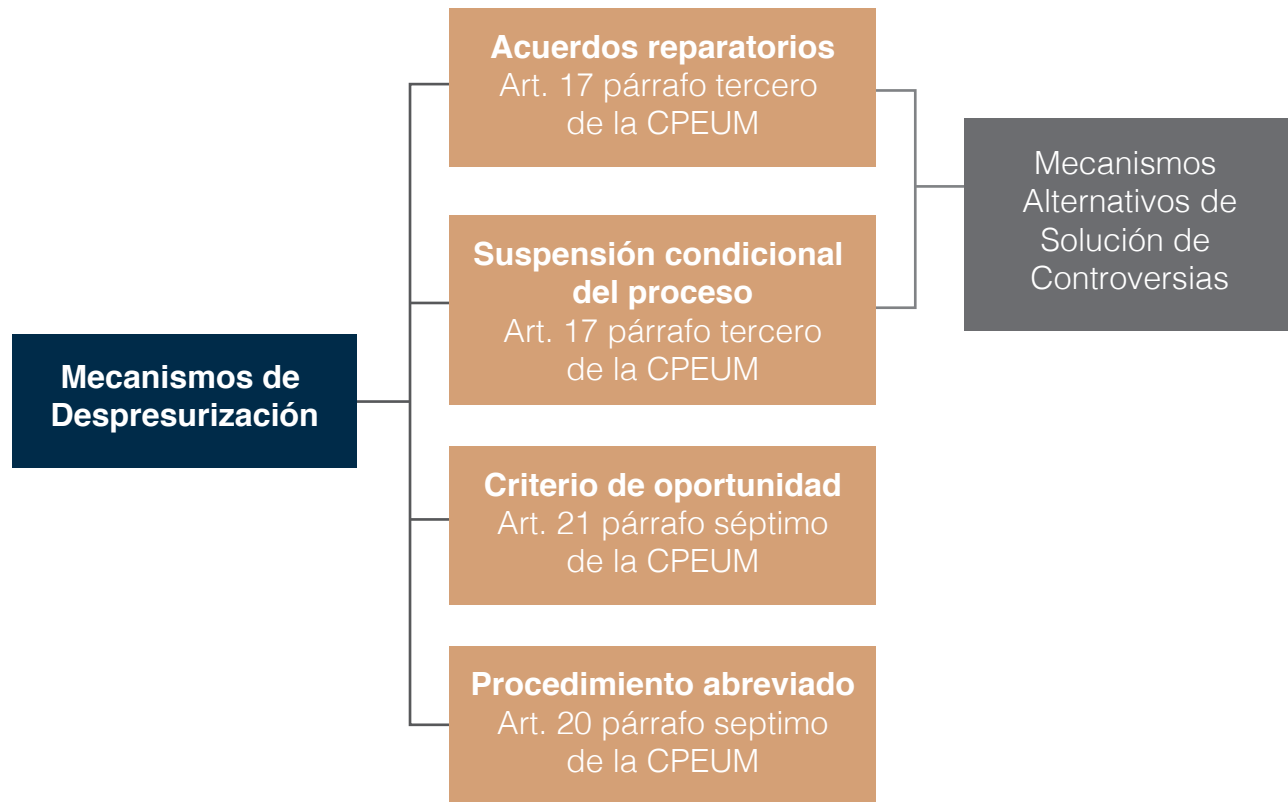 Mecanismos de
Despresurización
Acuerdos reparatorios
Art. 17 párrafo tercero
de la CPEUM
Suspensión condicional
del proceso
Art. 17 párrafo tercero
de la CPEUM
Criterio de oportunidad
Art. 21 párrafo séptimo
de la CPEUM
Procedimiento abreviado
Art. 20 párrafo septimo
de la CPEUM
Mecanismos
Alternativos de
Solución de
Controversias